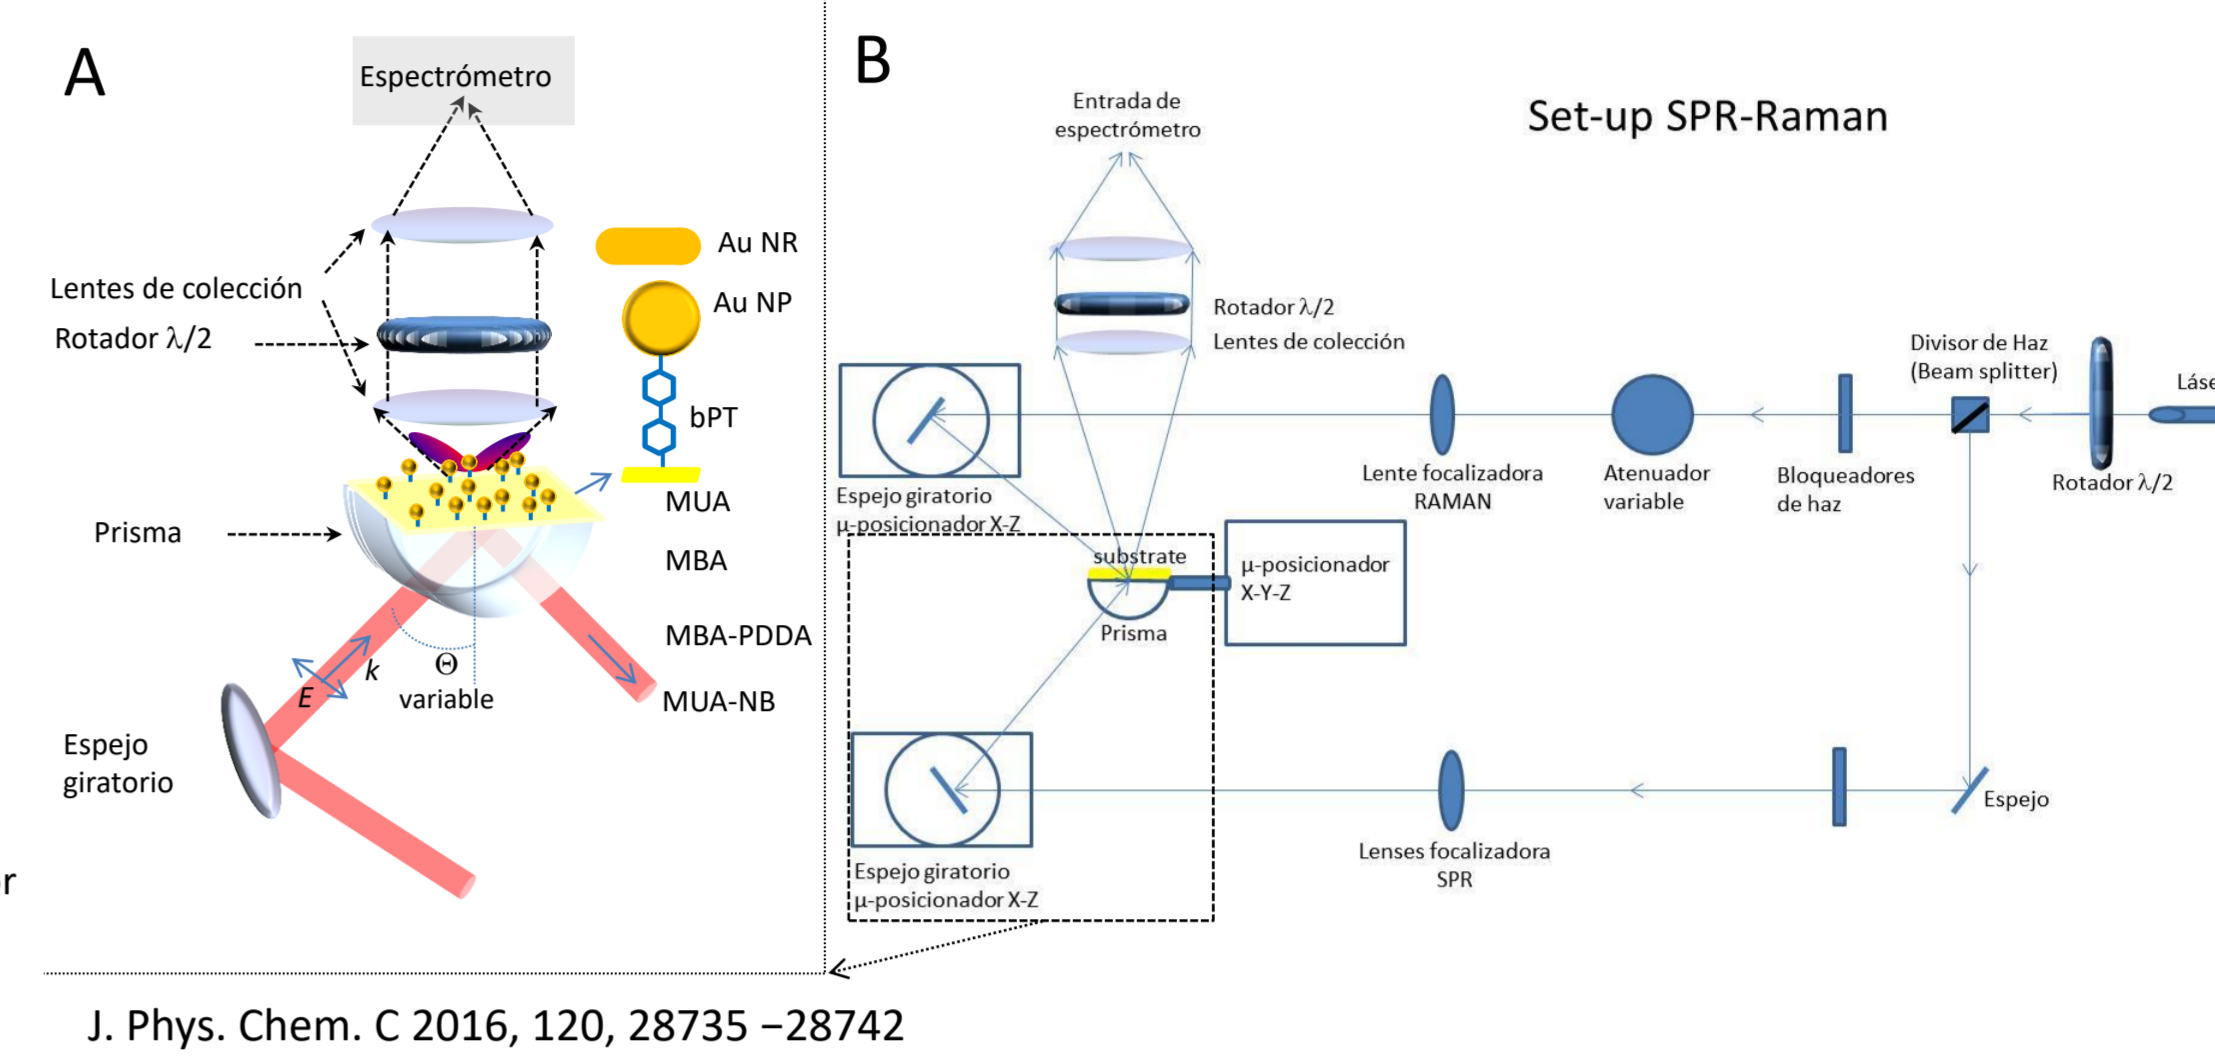 A
Espectrómetro
Lentes de colección
Rotador λ/2
Prisma
Espejo
giratorio
E
k
Θ
variable
Au NR
Au NP
bPT
MUA
MBA
MBA-PDDA
MUA-NB
B
Set-up SPR-Raman
Entrada de
espectrómetro
Rotador λ/2
Lentes de colección
Espejo giratorio
µ-posicionador X-Z
Lente focalizadora
RAMAN
Atenuador
variable
Bloqueadores
de haz
Divisor de Haz
(Beam splitter)
Rotador λ/2
substrate
Prisma
µ-posicionador
X-Y-Z
Espejo giratorio
µ-posicionador X-Z
Lenses focalizadora
SPR
Espejo
J. Phys. Chem. C 2016, 120, 28735 −28742